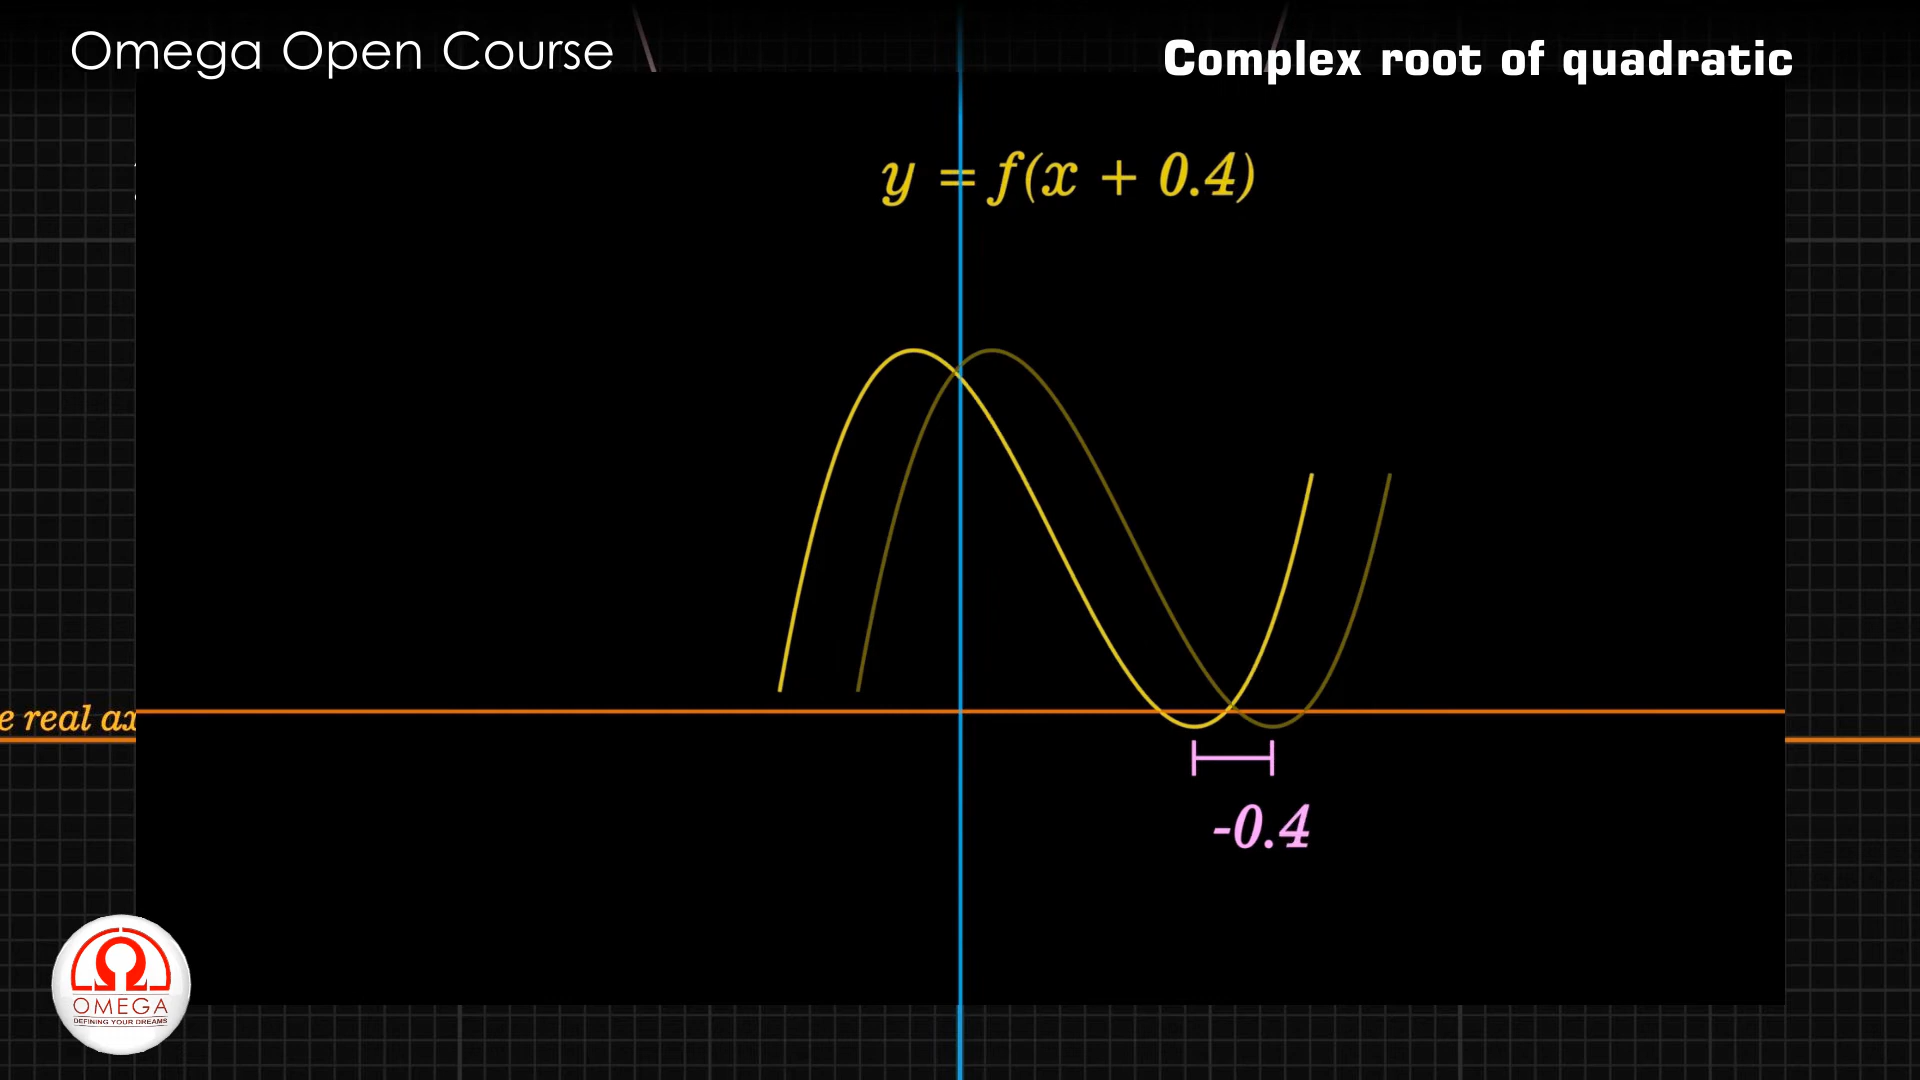 Omega Open Course
Complex root of quadratic
y = f(x + 0.4)
e real ax
-0.4
OMEGA
DEFINING YOUR DREAMS